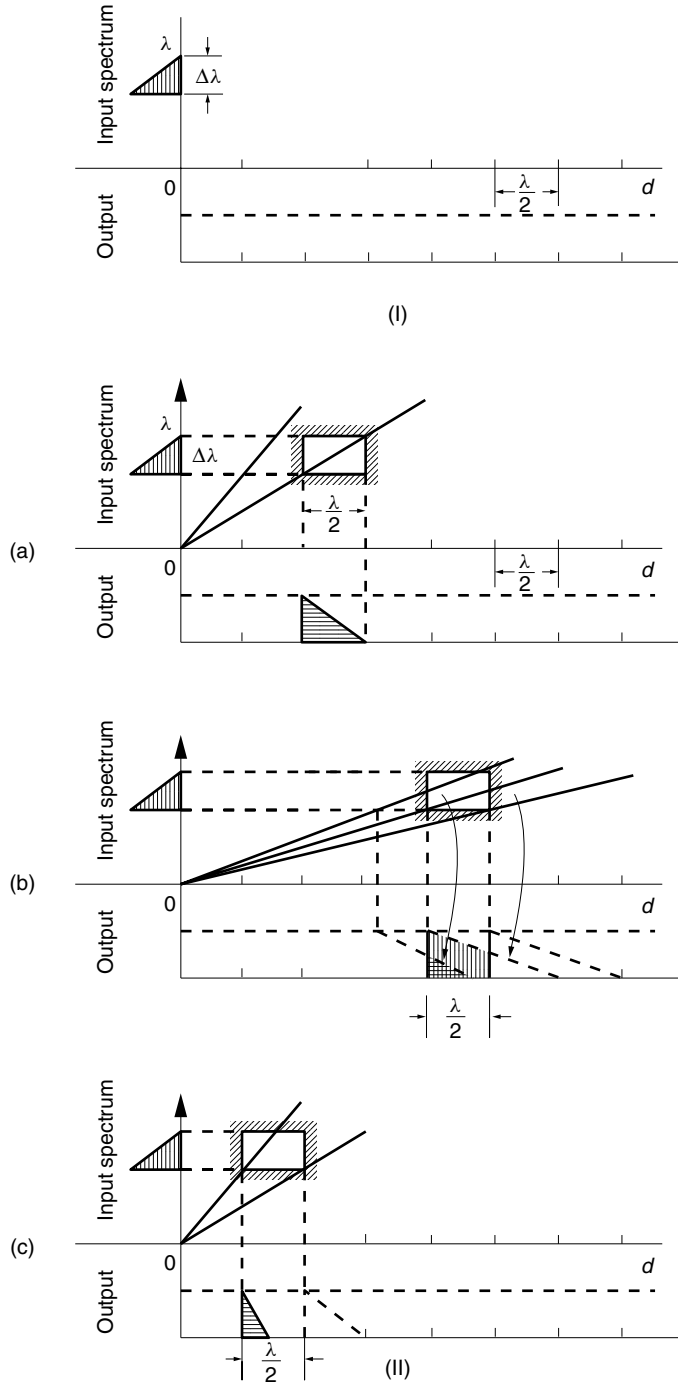 Input spectrum
λ
Δλ
0
λ/2
d
Output
(I)
(a)
Input spectrum
λ
Δλ
λ/2
0
λ/2
d
Output
(b)
Input spectrum
0
d
Output
λ/2
(c)
Input spectrum
0
d
Output
λ/2
(II)